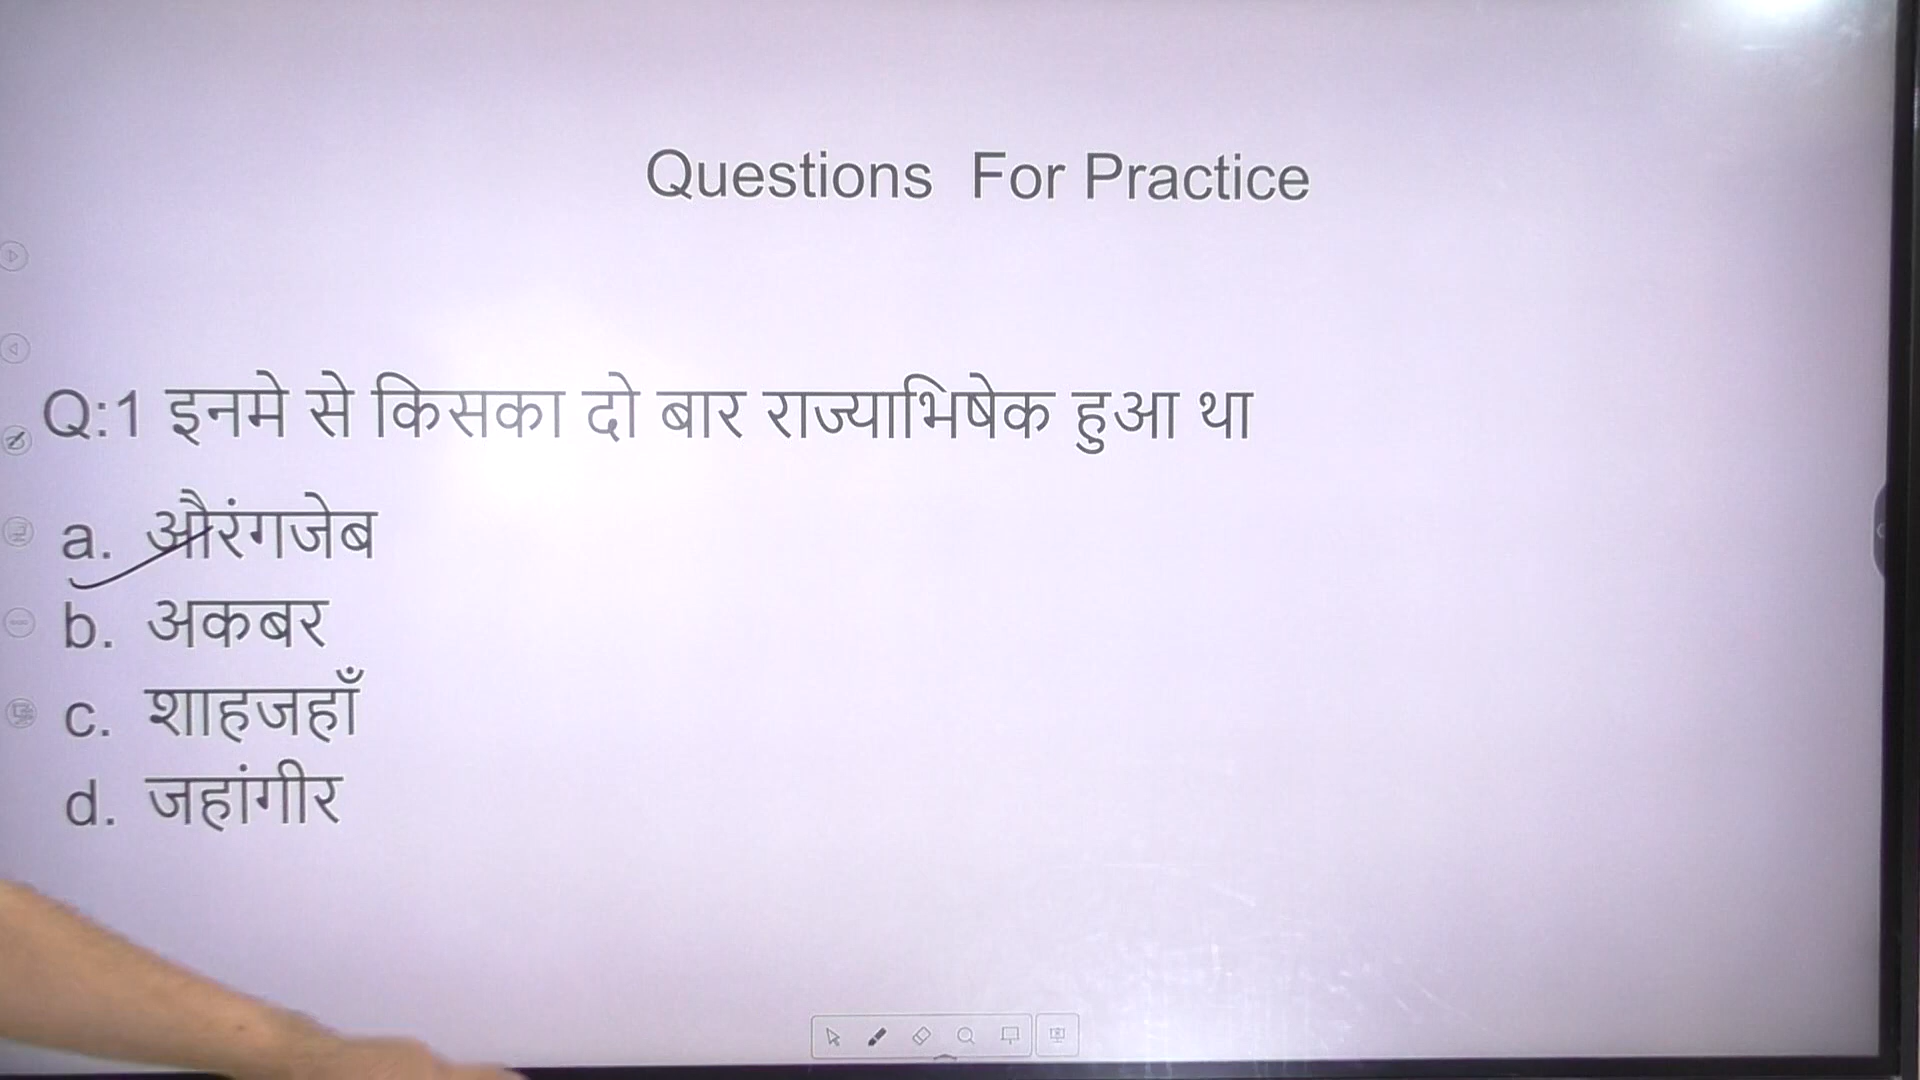 Questions For Practice
Q:1 इनमे से किसका दो बार राज्याभिषेक हुआ था
a. औरंगजेब
b. अकबर
c. शाहजहाँ
d. जहांगीर